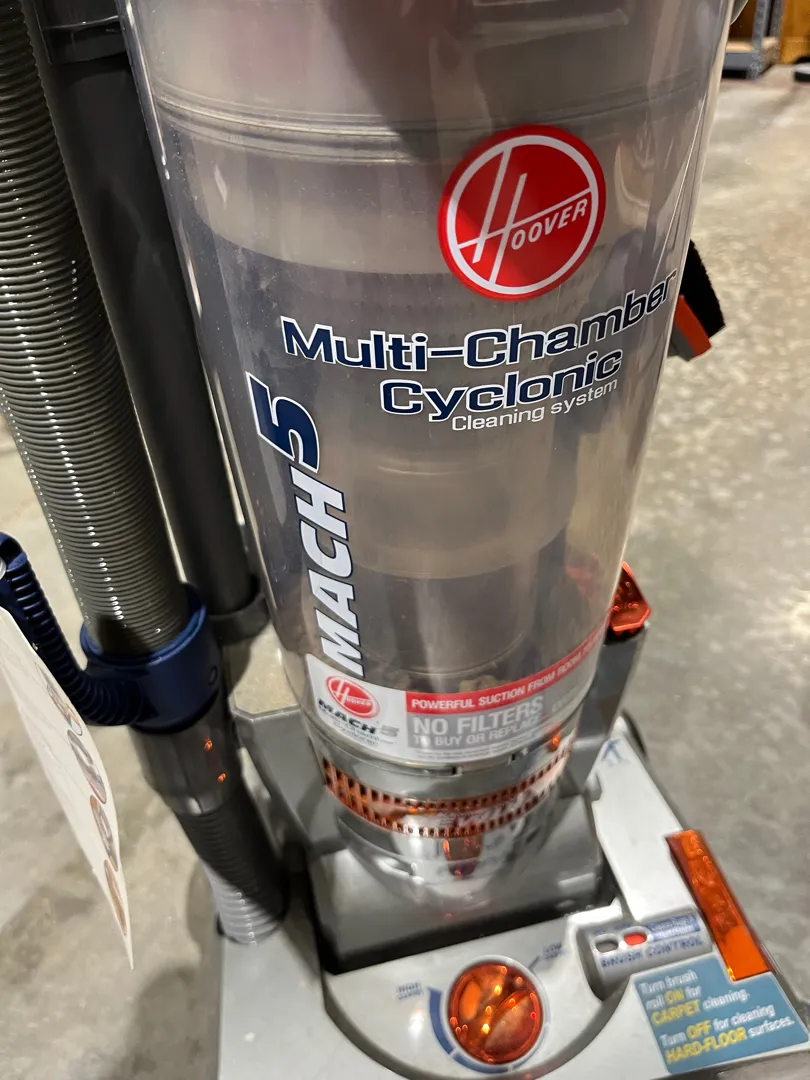 HOOVER
Multi-Chamber
Cyclonic
Cleaning system
MACH 5
HOOVER
MACH 5
POWERFUL SUCTION FROM ROOM TO
NO FILTERS
TO BUY OR REPLACE
BRUSH CONTROL
Turn brush
roll ON for
CARPET cleaning.
Turn OFF for cleaning
HARD-FLOOR surfaces.